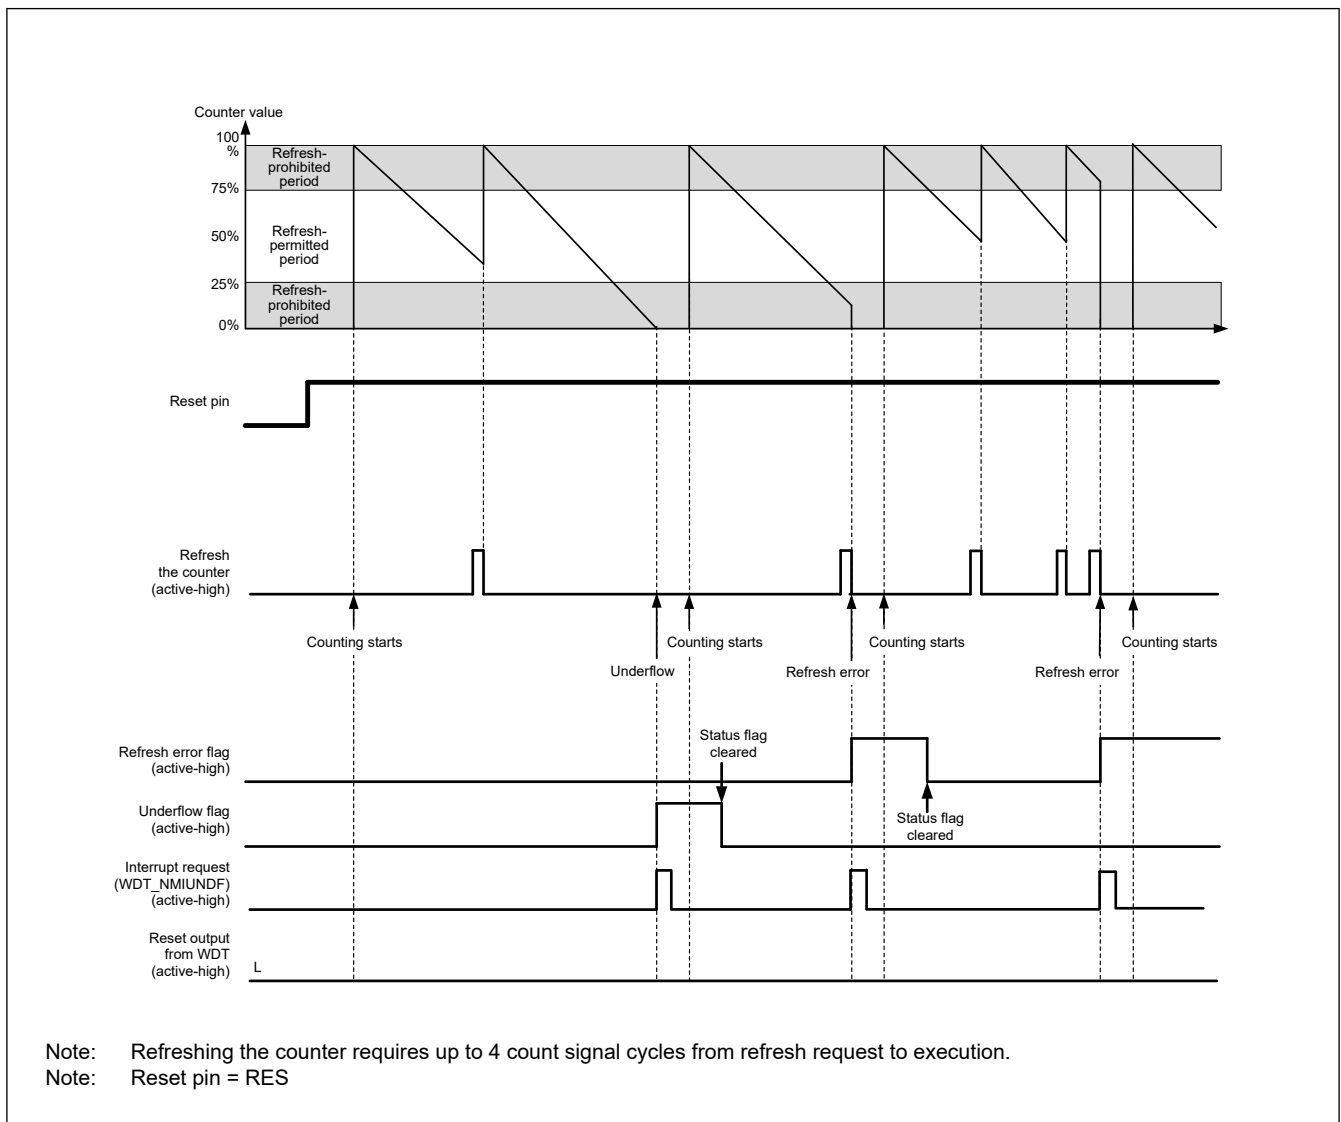 Counter value
100
%
Refresh-
prohibited
period
75%
50%
Refresh-
permitted
period
25%
Refresh-
prohibited
period
0%
Reset pin
Refresh
the counter
(active-high)
Counting starts
Counting starts
Counting starts
Counting starts
Underflow
Refresh error
Refresh error
Status flag
cleared
Refresh error flag
(active-high)
Underflow flag
(active-high)
Status flag
cleared
Interrupt request
(WDT_NMIUNDF)
(active-high)
Reset output
from WDT
(active-high)
L
Note: Refreshing the counter requires up to 4 count signal cycles from refresh request to execution.
Note: Reset pin = RES